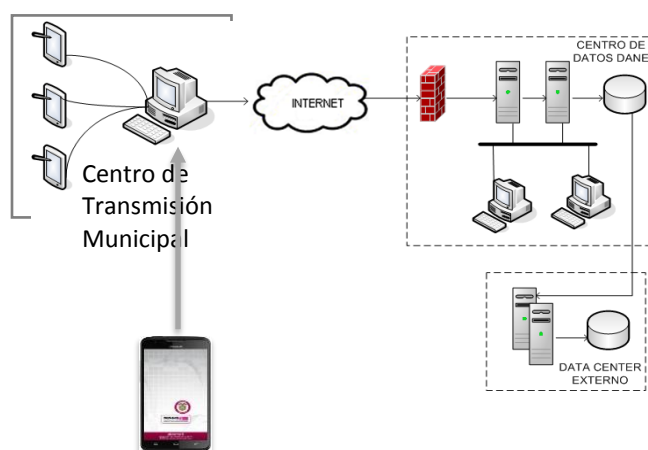 Centro de
Transmisión
Municipal
INTERNET
CENTRO DE
DATOS DANE
DATA CENTER
EXTERNO